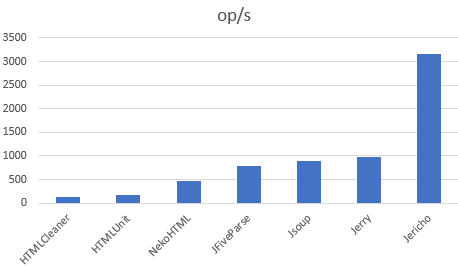 op/s
3500
3000
2500
2000
1500
1000
500
0
HTMLCleaner
HTMLUnit
NekoHTML
JFiveParse
Jsoup
Jerry
Jericho